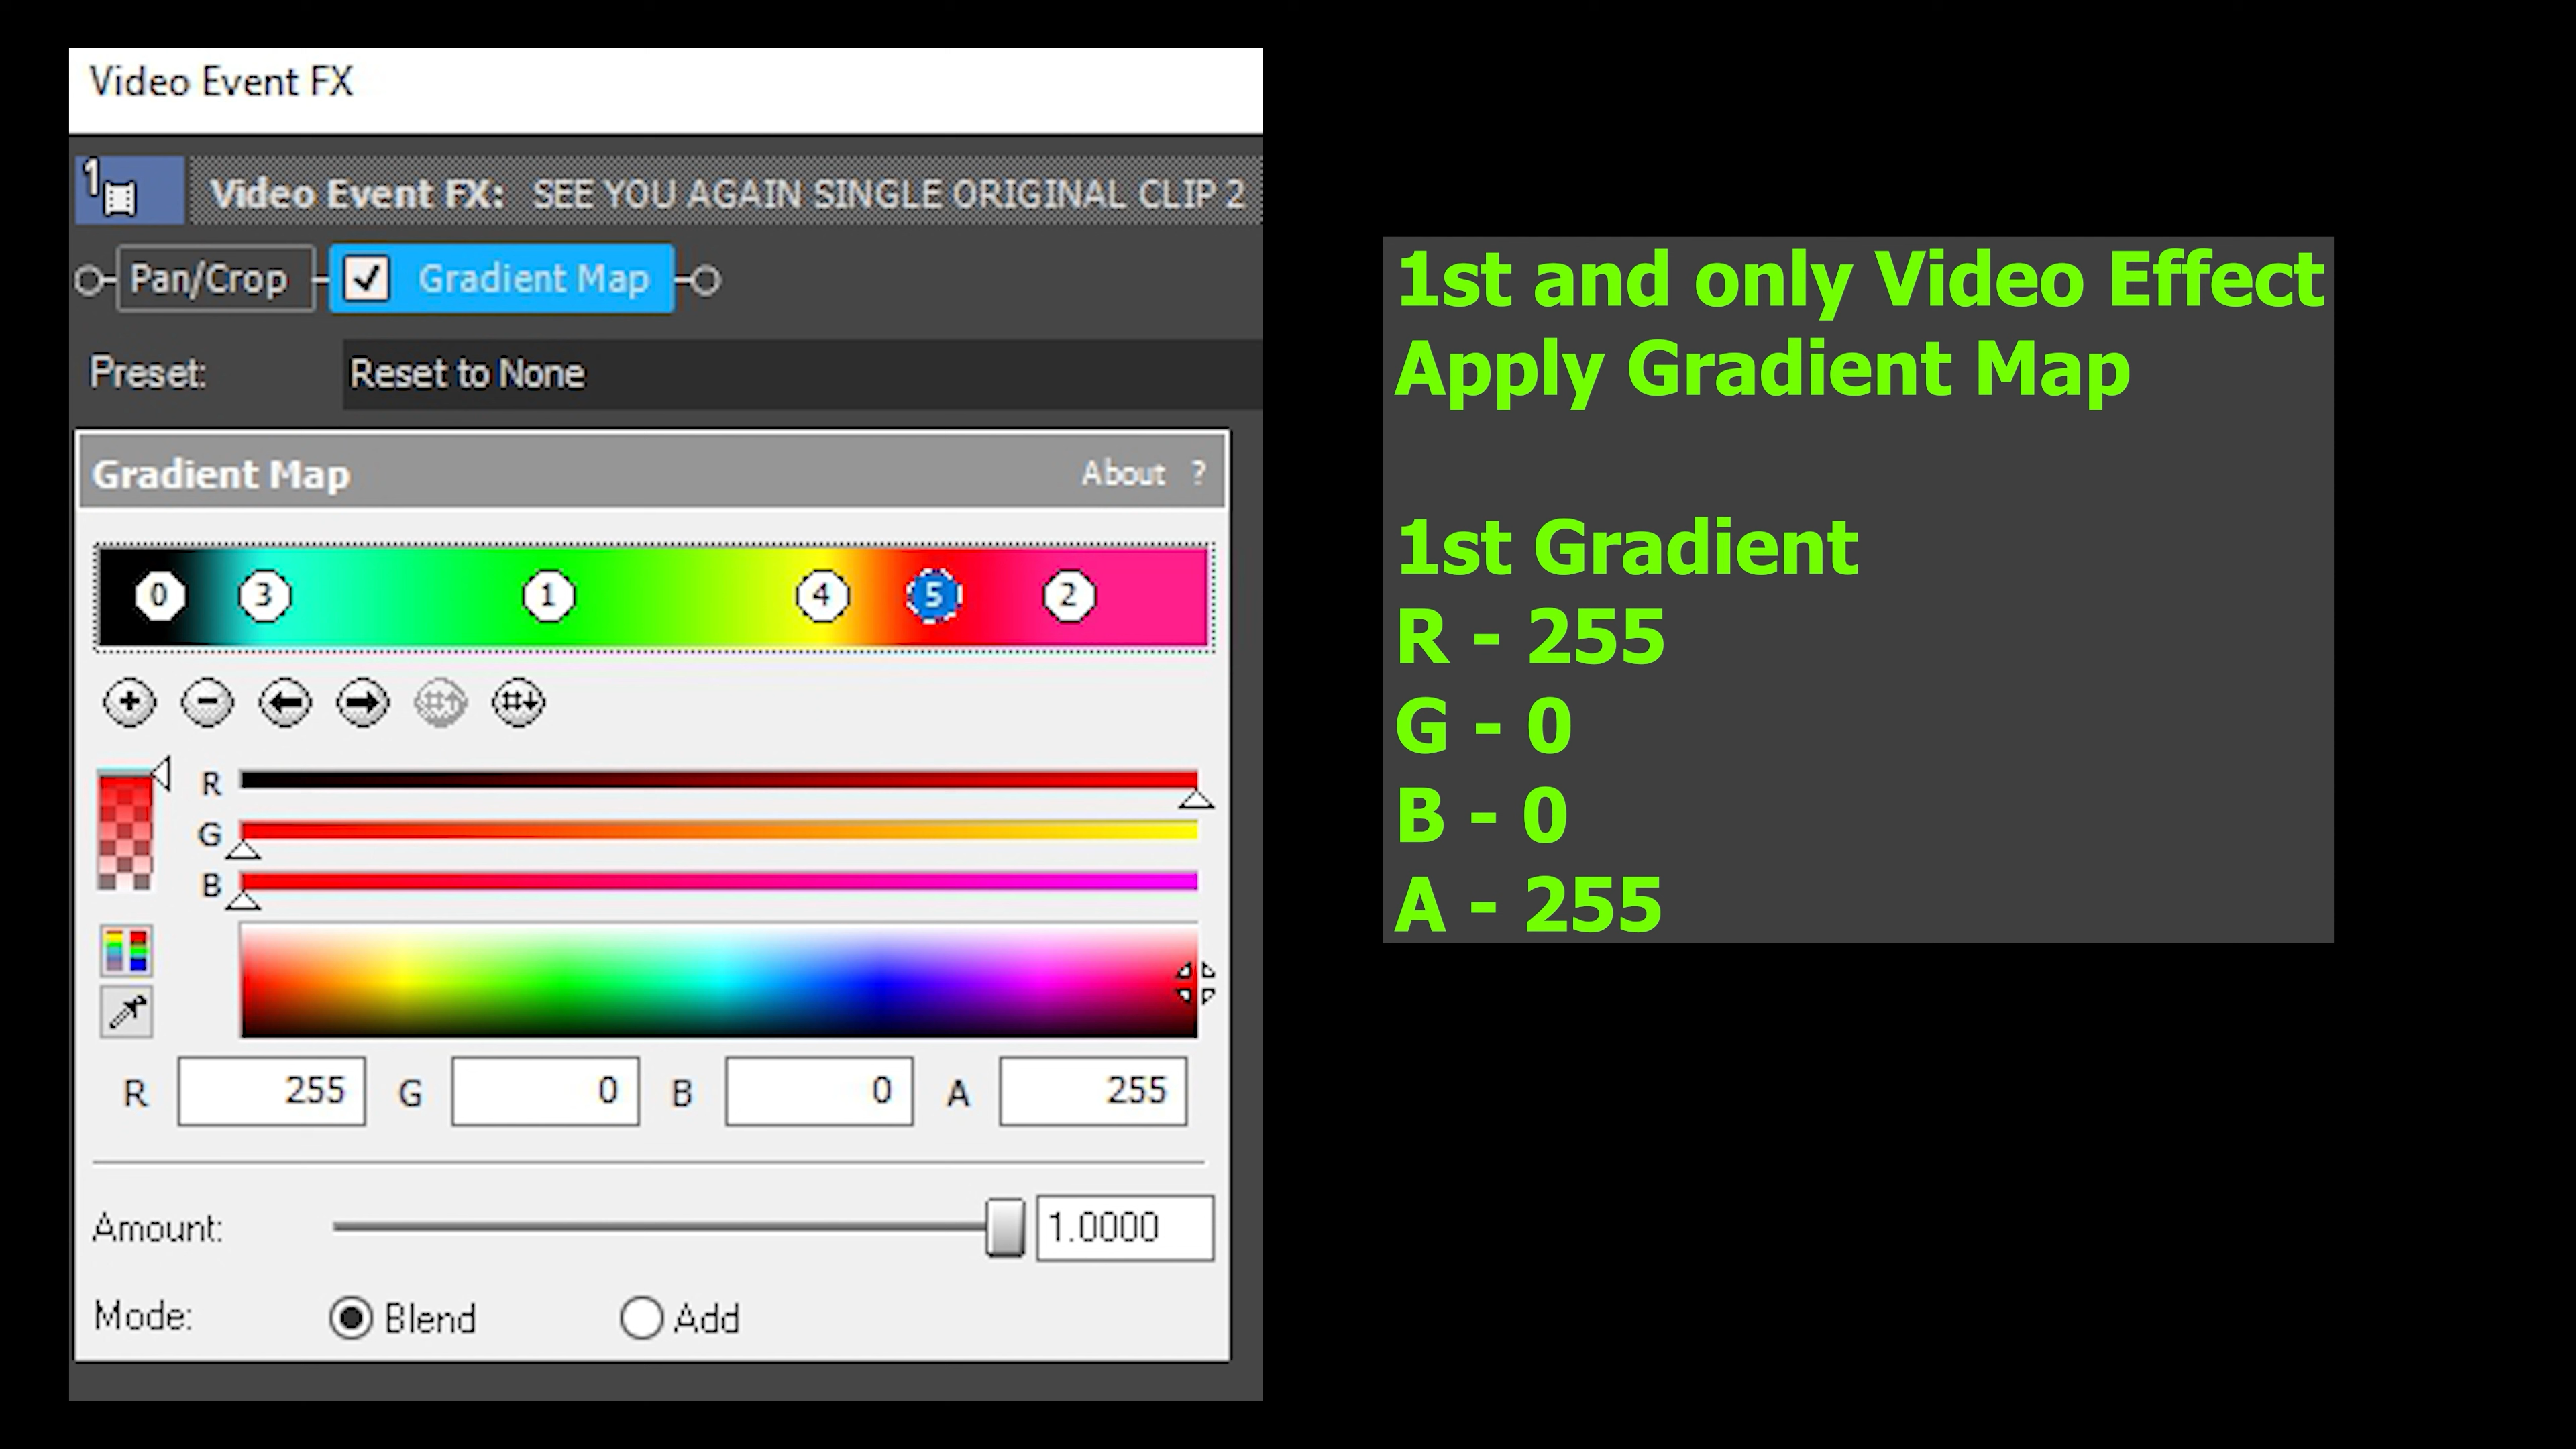 Video Event FX
1
Video Event FX: SEE YOU AGAIN SINGLE ORIGINAL CLIP 2
Pan/Crop Gradient Map
Preset: Reset to None
Gradient Map About ?
0 3 1 4 5 2
R
G
B
R 255 G 0 B 0 A 255
Amount: 1.0000
Mode: Blend Add
1st and only Video Effect
Apply Gradient Map
1st Gradient
R - 255
G - 0
B - 0
A - 255